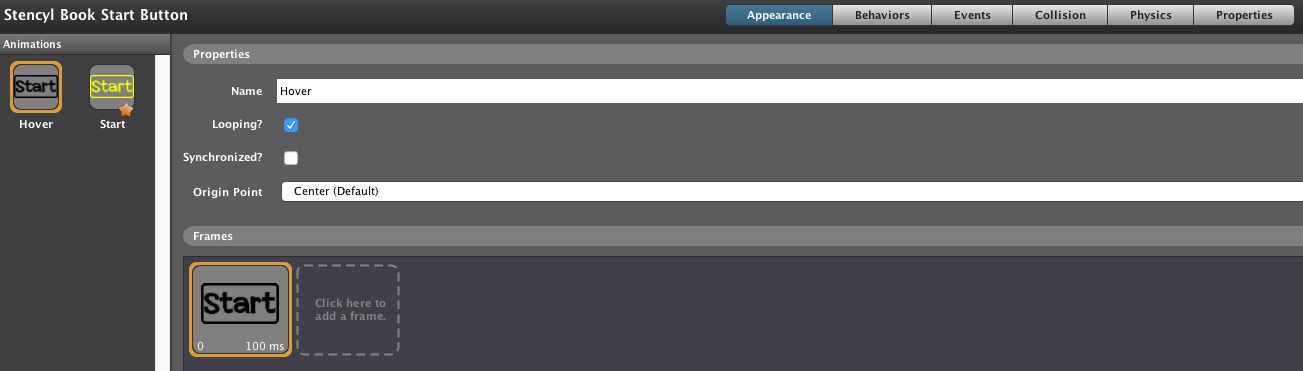 Stencyl Book Start Button
Appearance Behaviors Events Collision Physics Properties
Animations
Start Start
Hover Start
Properties
Name Hover
Looping?
Synchronized?
Origin Point Center (Default)
Frames
Start
0 100 ms
Click here to
add a frame.